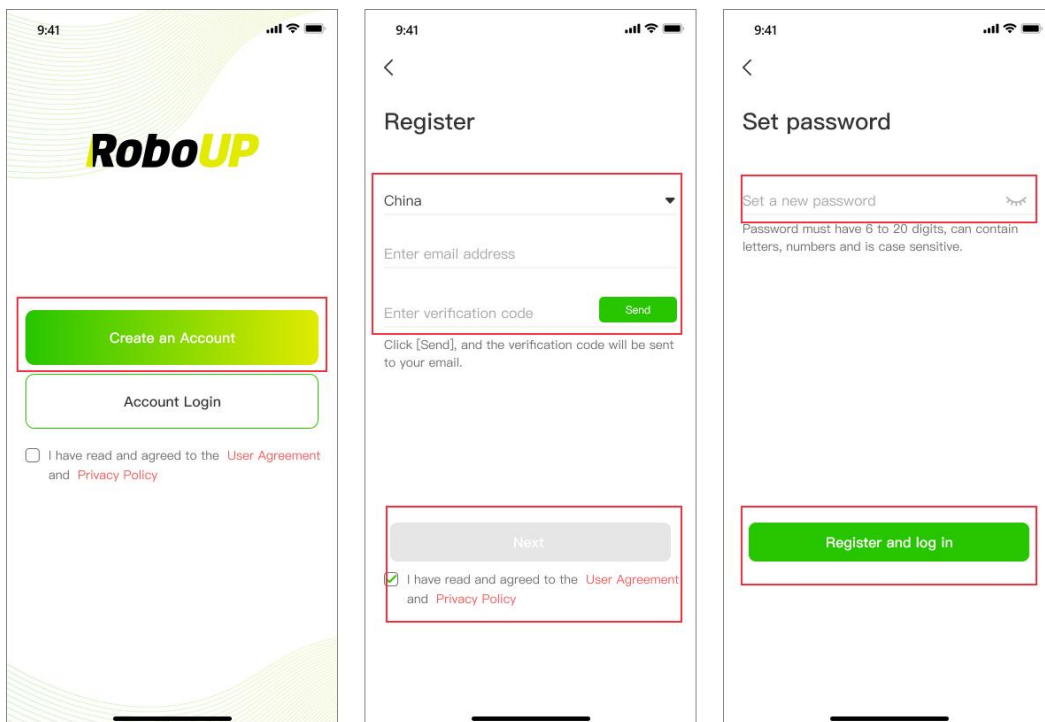 9:41
RoboUP
Create an Account
Account Login
I have read and agreed to the User Agreement
and Privacy Policy
9:41
Register
China
Enter email address
Enter verification code
Send
Click [Send], and the verification code will be sent
to your email.
Next
I have read and agreed to the User Agreement
and Privacy Policy
9:41
Set password
Set a new password
Password must have 6 to 20 digits, can contain
letters, numbers and is case sensitive.
Register and log in